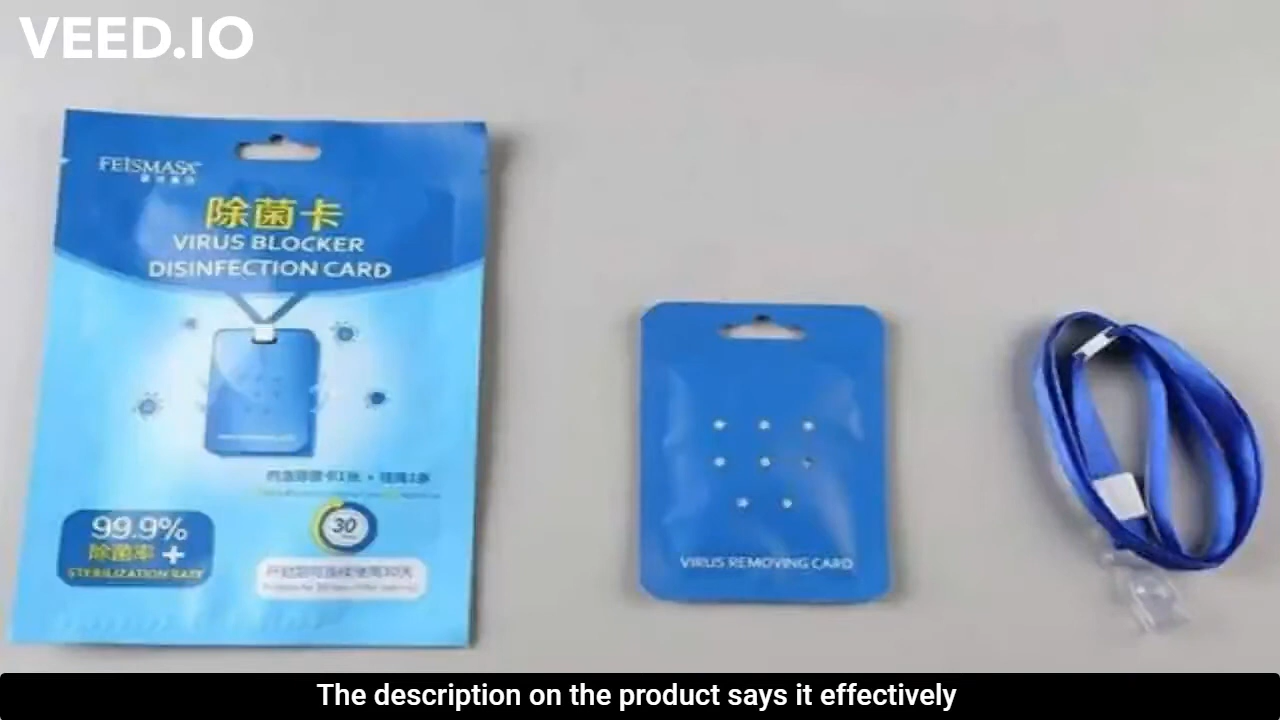 VEED.IO
FEISMASA
除菌卡
VIRUS BLOCKER
DISINFECTION CARD
99.9%
除菌率 +
STERILIZATION RATE
30
VIRUS REMOVING CARD
The description on the product says it effectively